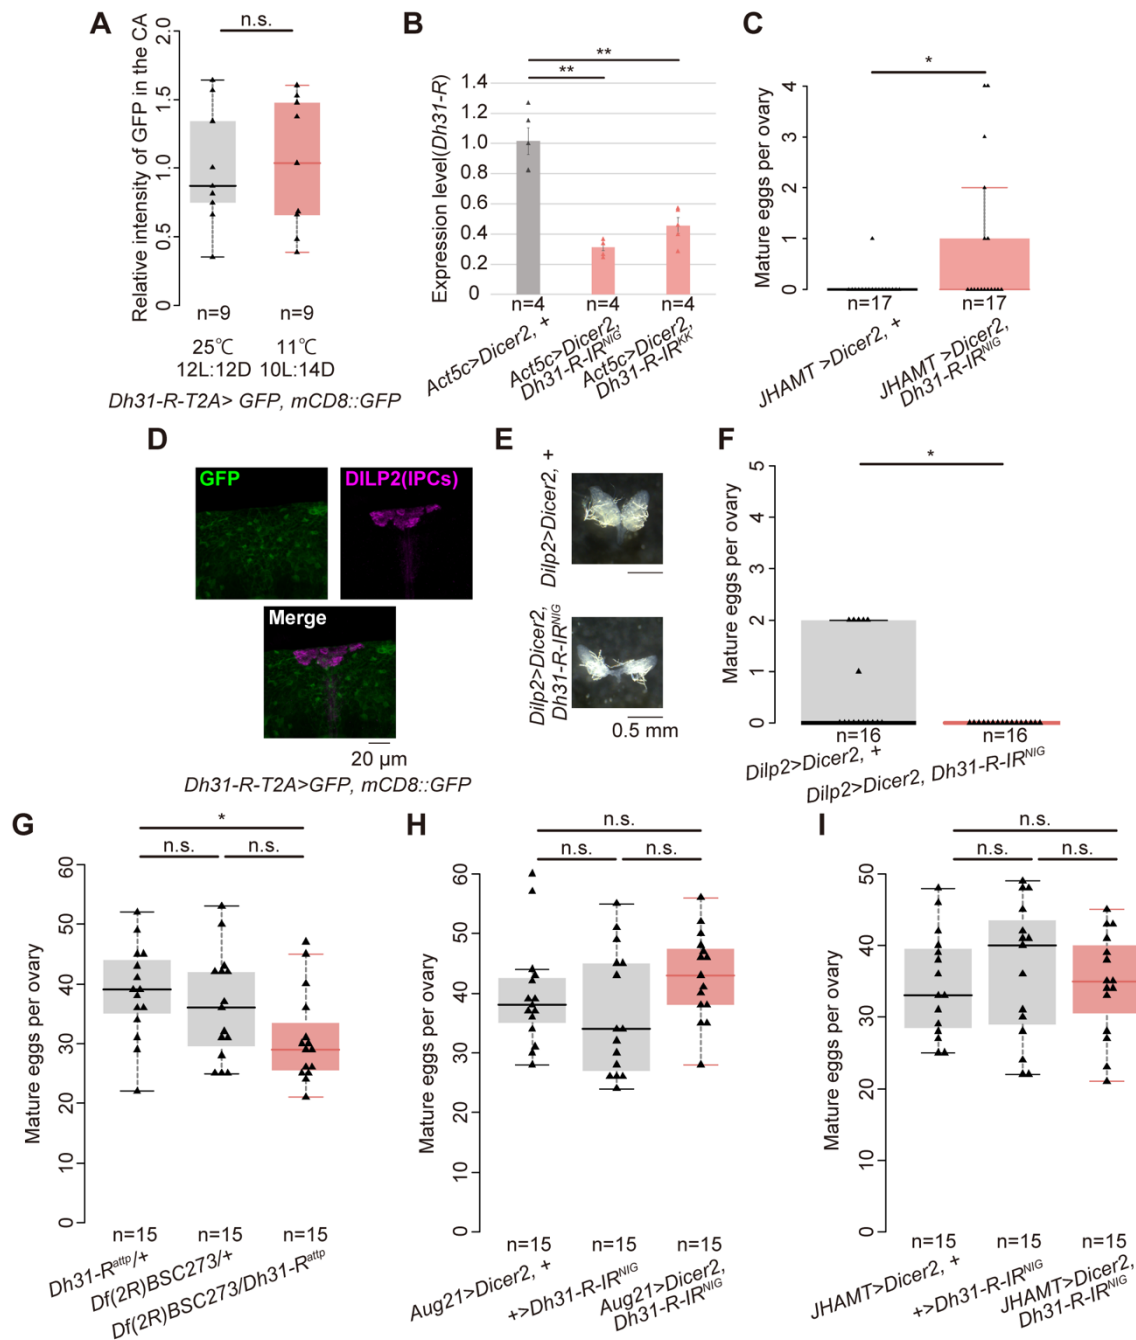 A
n.s.
Relative intensity of GFP in the CA
2.0
1.5
1.0
0.5
0.0
n=9
n=9
25℃
12L:12D
11℃
10L:14D
Dh31-R-T2A> GFP, mCD8::GFP
B
**
**
Expression level(Dh31-R)
1.4
1.2
1.0
0.8
0.6
0.4
0.2
0
n=4
n=4
n=4
Act5c>Dicer2, +
Act5c>Dicer2,
Dh31-R-IR^NIG
Act5c>Dicer2,
Dh31-R-IR^KK
C
*
Mature eggs per ovary
4
3
2
1
0
n=17
n=17
JHAMT >Dicer2, +
JHAMT >Dicer2,
Dh31-R-IR^NIG
D
GFP
DILP2(IPCs)
Merge
20 μm
Dh31-R-T2A>GFP, mCD8::GFP
E
Dilp2>Dicer2, +
Dilp2>Dicer2,
Dh31-R-IR^NIG
0.5 mm
F
*
Mature eggs per ovary
5
4
3
2
1
0
n=16
n=16
Dilp2>Dicer2, +
Dilp2>Dicer2, Dh31-R-IR^NIG
G
*
n.s.
n.s.
Mature eggs per ovary
60
50
40
30
20
10
0
n=15
n=15
n=15
Dh31-R^attp/+
Df(2R)BSC273/+
Df(2R)BSC273/Dh31-R^attp
H
n.s.
n.s.
n.s.
Mature eggs per ovary
60
50
40
30
20
10
0
n=15
n=15
n=15
Aug21>Dicer2, +
+>Dh31-R-IR^NIG
Aug21>Dicer2,
Dh31-R-IR^NIG
I
n.s.
n.s.
n.s.
Mature eggs per ovary
50
40
30
20
10
0
n=15
n=15
n=15
JHAMT>Dicer2, +
+>Dh31-R-IR^NIG
JHAMT>Dicer2,
Dh31-R-IR^NIG